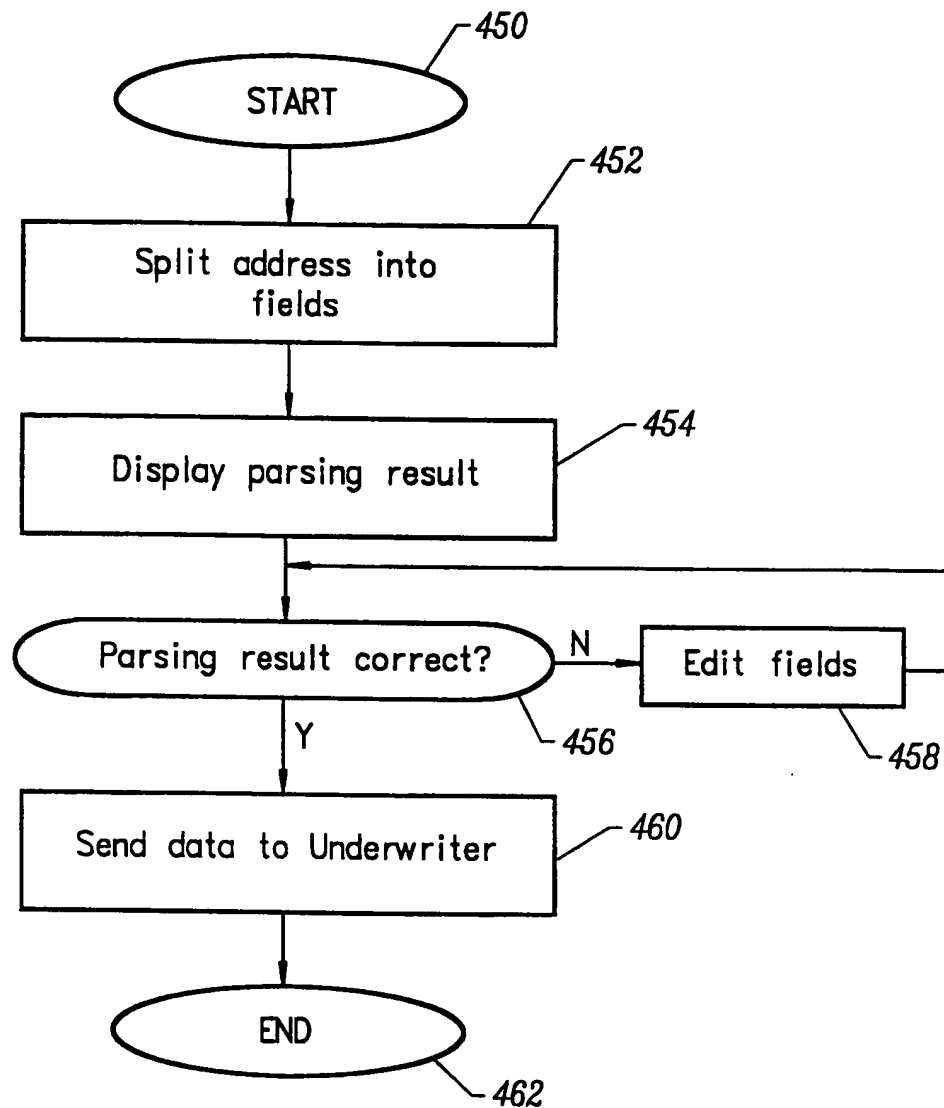 450
START
452
Split address into
fields
454
Display parsing result
Parsing result correct?
N
Edit fields
456
458
Y
460
Send data to Underwriter
END
462